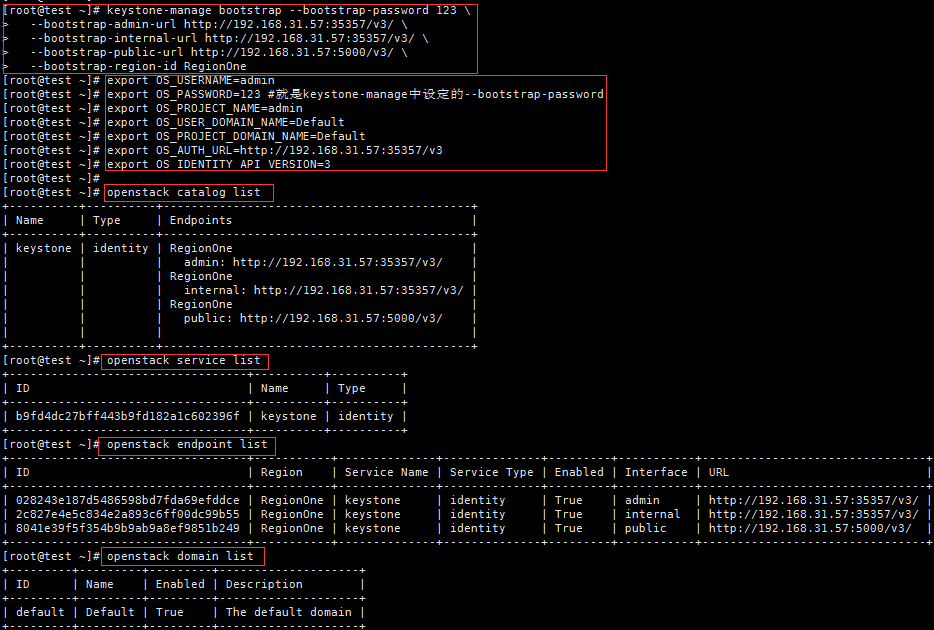 [root@test ~]# keystone-manage bootstrap --bootstrap-password 123 \
>   --bootstrap-admin-url http://192.168.31.57:35357/v3/ \
>   --bootstrap-internal-url http://192.168.31.57:35357/v3/ \
>   --bootstrap-public-url http://192.168.31.57:5000/v3/ \
>   --bootstrap-region-id RegionOne
[root@test ~]# export OS_USERNAME=admin
[root@test ~]# export OS_PASSWORD=123 #就是keystone-manage中设定的--bootstrap-password
[root@test ~]# export OS_PROJECT_NAME=admin
[root@test ~]# export OS_USER_DOMAIN_NAME=Default
[root@test ~]# export OS_PROJECT_DOMAIN_NAME=Default
[root@test ~]# export OS_AUTH_URL=http://192.168.31.57:35357/v3
[root@test ~]# export OS_IDENTITY_API_VERSION=3
[root@test ~]#
[root@test ~]# openstack catalog list
+----------+----------+--------------------------------------------+
| Name     | Type     | Endpoints                                  |
+----------+----------+--------------------------------------------+
| keystone | identity | RegionOne                                  |
|          |          |   admin: http://192.168.31.57:35357/v3/    |
|          |          | RegionOne                                  |
|          |          |   internal: http://192.168.31.57:35357/v3/ |
|          |          | RegionOne                                  |
|          |          |   public: http://192.168.31.57:5000/v3/    |
|          |          |                                            |
+----------+----------+--------------------------------------------+
[root@test ~]# openstack service list
+----------------------------------+----------+----------+
| ID                               | Name     | Type     |
+----------------------------------+----------+----------+
| b9fd4dc27bff443b9fd182a1c602396f | keystone | identity |
+----------------------------------+----------+----------+
[root@test ~]# openstack endpoint list
+----------------------------------+-----------+--------------+--------------+---------+-----------+-------------------------------+
| ID                               | Region    | Service Name | Service Type | Enabled | Interface | URL                           |
+----------------------------------+-----------+--------------+--------------+---------+-----------+-------------------------------+
| 028243e187d5486598bd7fda69efddce | RegionOne | keystone     | identity     | True    | admin     | http://192.168.31.57:35357/v3/ |
| 2c827e4e5c834e2a893c6ff00dc99b55 | RegionOne | keystone     | identity     | True    | internal  | http://192.168.31.57:35357/v3/ |
| 8041e39f5f354b9b9ab9a8ef9851b249 | RegionOne | keystone     | identity     | True    | public    | http://192.168.31.57:5000/v3/  |
+----------------------------------+-----------+--------------+--------------+---------+-----------+-------------------------------+
[root@test ~]# openstack domain list
+---------+---------+---------+--------------------+
| ID      | Name    | Enabled | Description        |
+---------+---------+---------+--------------------+
| default | Default | True    | The default domain |
+---------+---------+---------+--------------------+